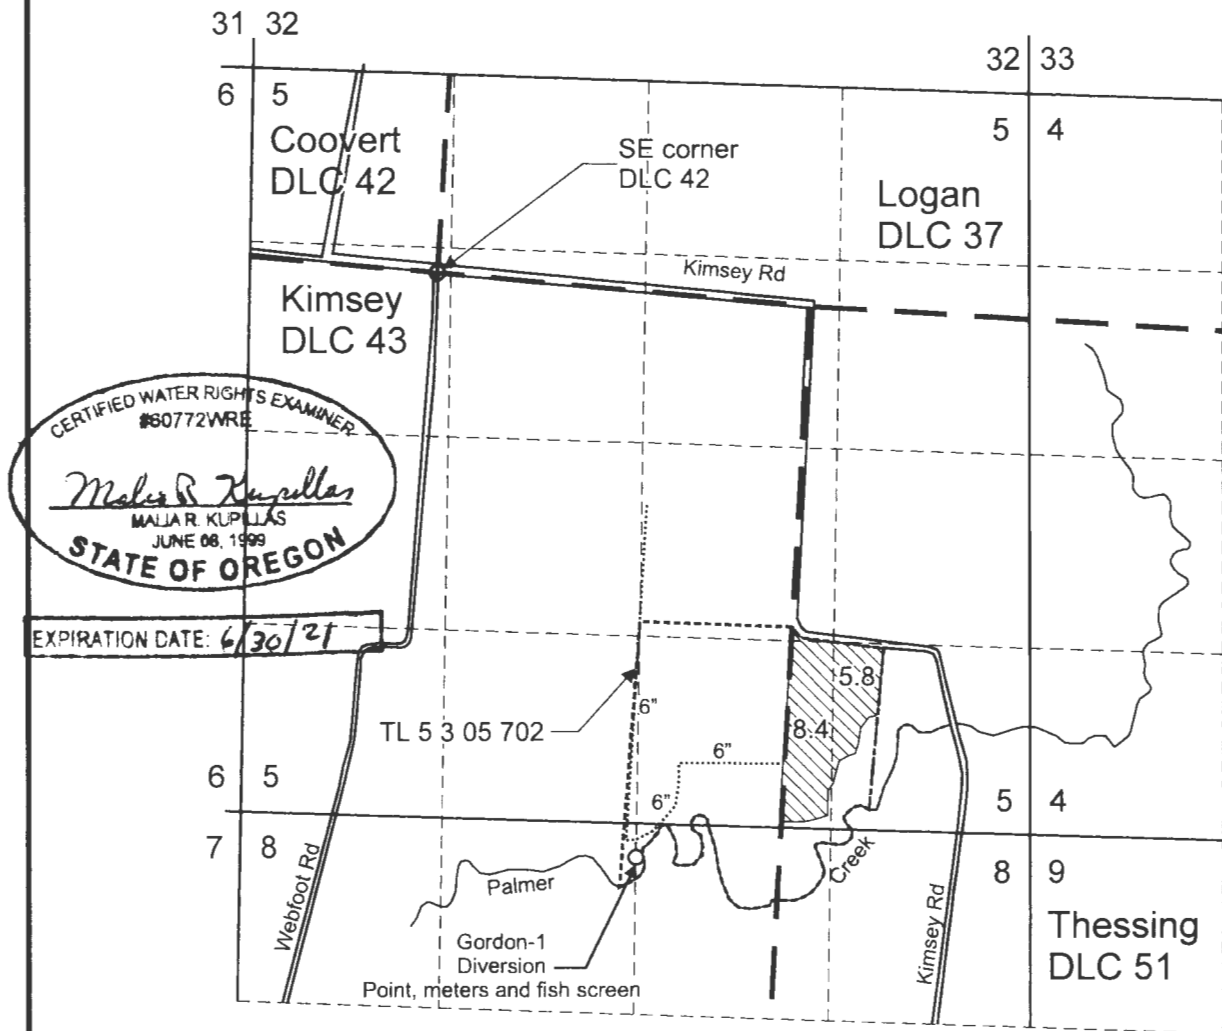 31 32
32 33
6 5
5 4
Coovert
DLC 42
SE corner
DLC 42
Logan
DLC 37
Kimsey Rd
Kimsey
DLC 43
CERTIFIED WATER RIGHTS EXAMINER
#60772WRE
Malia R Kupillas
MALIA R. KUPILLAS
JUNE 08, 1999
STATE OF OREGON
EXPIRATION DATE: 6/30/21
5.8
6"
TL 5 3 05 702
8.4
6"
6"
6 5
5 4
7 8
8 9
Webfoot Rd
Palmer
Creek
Kimsey Rd
Gordon-1
Diversion
Point, meters and fish screen
Thessing
DLC 51